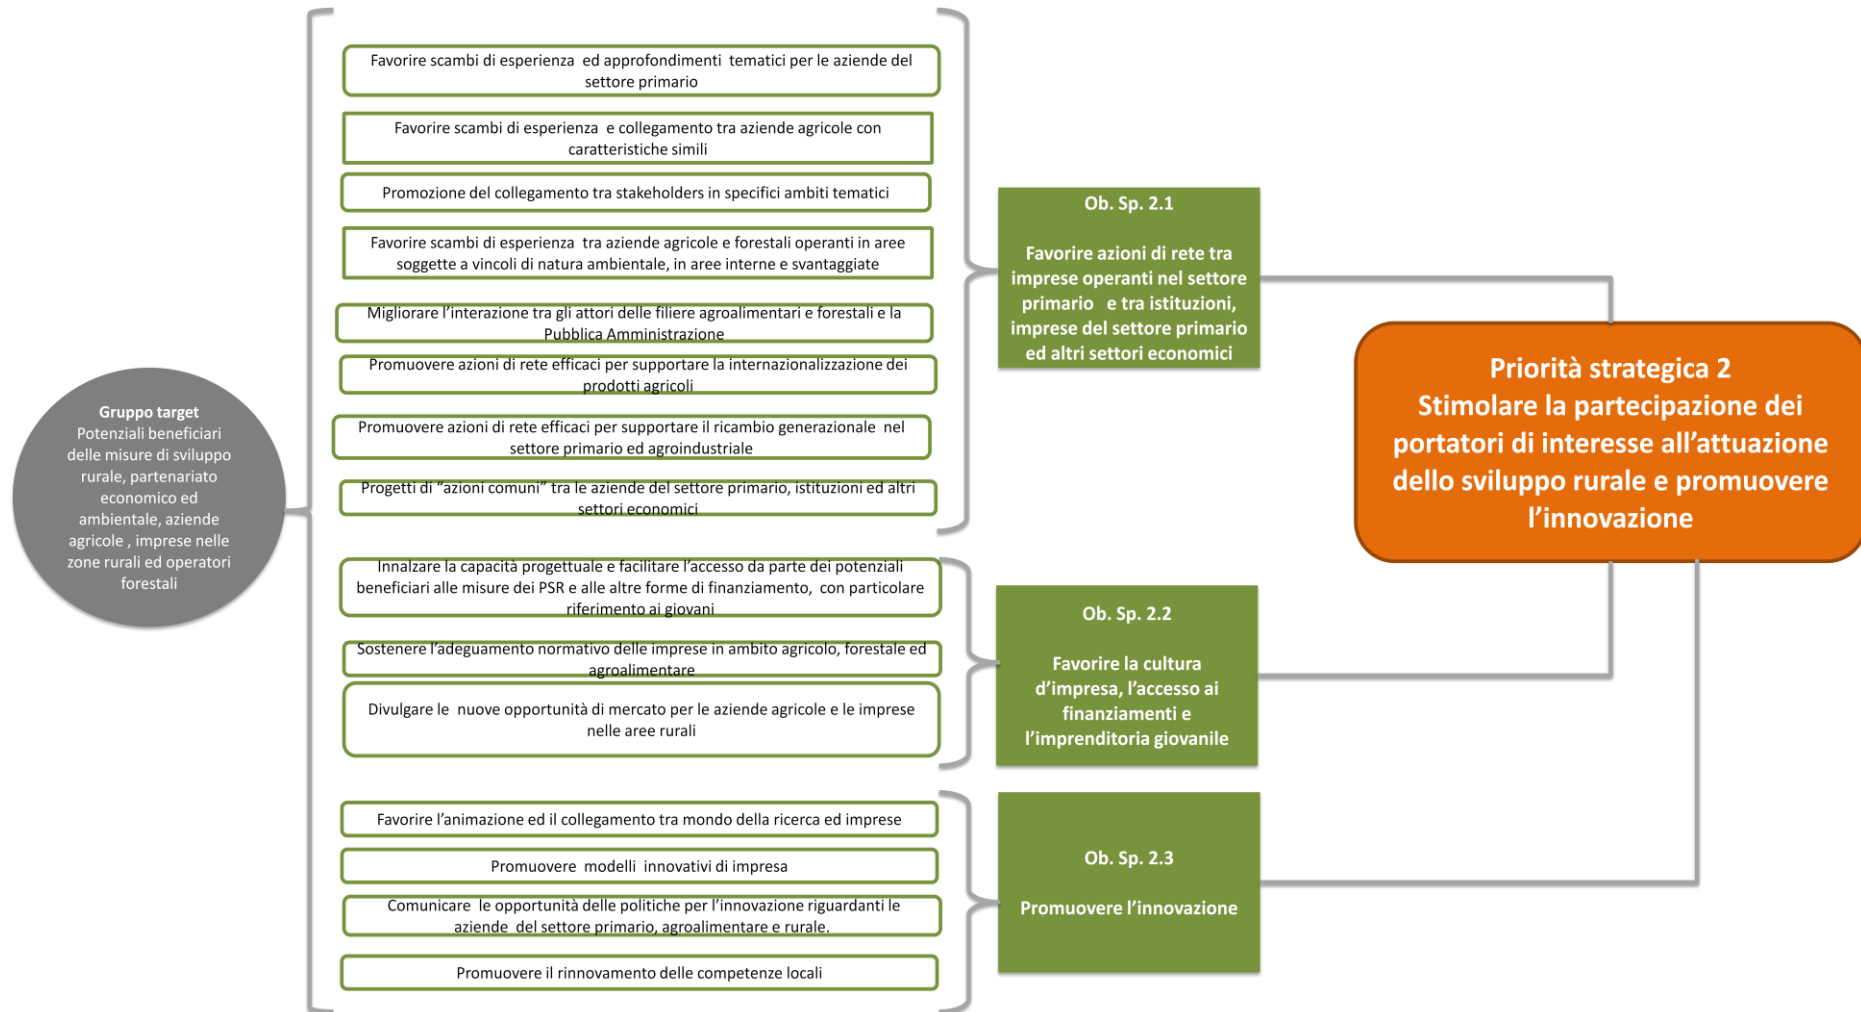 Gruppo target
Potenziali beneficiari
delle misure di sviluppo
rurale, partenariato
economico ed
ambientale, aziende
agricole , imprese nelle
zone rurali ed operatori
forestali
Favorire scambi di esperienza ed approfondimenti tematici per le aziende del
settore primario
Favorire scambi di esperienza e collegamento tra aziende agricole con
caratteristiche simili
Promozione del collegamento tra stakeholders in specifici ambiti tematici
Favorire scambi di esperienza tra aziende agricole e forestali operanti in aree
soggette a vincoli di natura ambientale, in aree interne e svantaggiate
Migliorare l’interazione tra gli attori delle filiere agroalimentari e forestali e la
Pubblica Amministrazione
Promuovere azioni di rete efficaci per supportare la internazionalizzazione dei
prodotti agricoli
Promuovere azioni di rete efficaci per supportare il ricambio generazionale nel
settore primario ed agroindustriale
Progetti di “azioni comuni” tra le aziende del settore primario, istituzioni ed altri
settori economici
Innalzare la capacità progettuale e facilitare l’accesso da parte dei potenziali
beneficiari alle misure dei PSR e alle altre forme di finanziamento, con particolare
riferimento ai giovani
Sostenere l’adeguamento normativo delle imprese in ambito agricolo, forestale ed
agroalimentare
Divulgare le nuove opportunità di mercato per le aziende agricole e le imprese
nelle aree rurali
Favorire l’animazione ed il collegamento tra mondo della ricerca ed imprese
Promuovere modelli innovativi di impresa
Comunicare le opportunità delle politiche per l’innovazione riguardanti le
aziende del settore primario, agroalimentare e rurale.
Promuovere il rinnovamento delle competenze locali
Ob. Sp. 2.1
Favorire azioni di rete tra
imprese operanti nel settore
primario e tra istituzioni,
imprese del settore primario
ed altri settori economici
Ob. Sp. 2.2
Favorire la cultura
d’impresa, l’accesso ai
finanziamenti e
l’imprenditoria giovanile
Ob. Sp. 2.3
Promuovere l’innovazione
Priorità strategica 2
Stimolare la partecipazione dei
portatori di interesse all’attuazione
dello sviluppo rurale e promuovere
l’innovazione